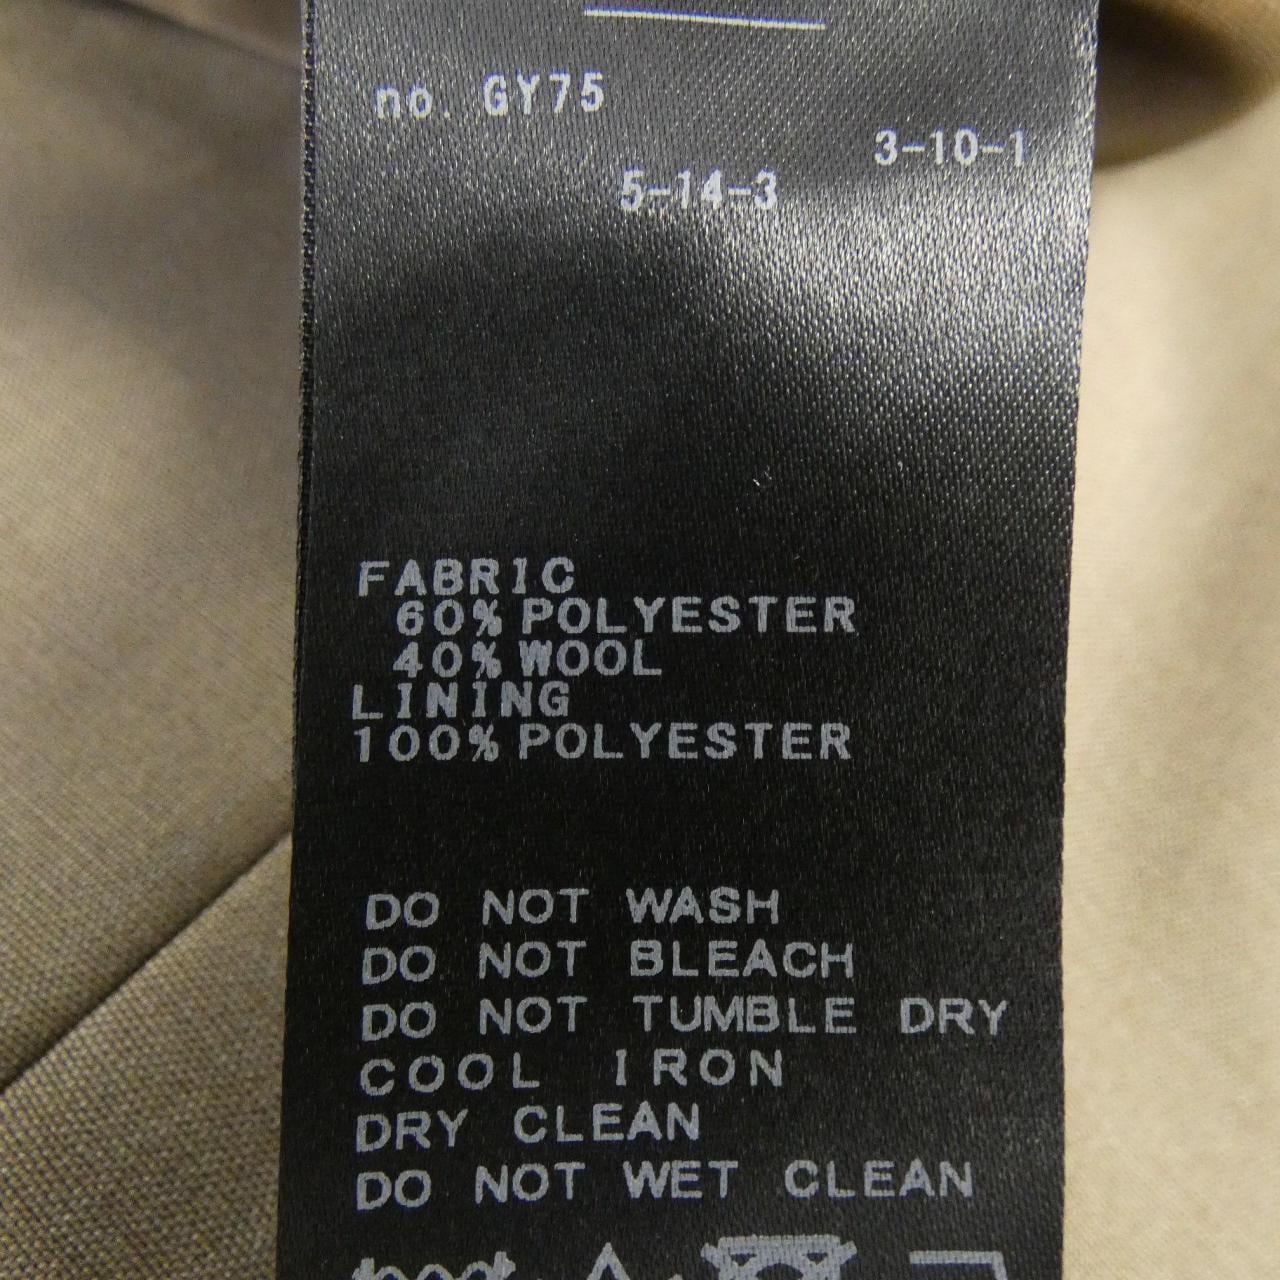 no. GY75
3-10-1
5-14-3
FABRIC
60% POLYESTER
40% WOOL
LINING
100% POLYESTER
DO NOT WASH
DO NOT BLEACH
DO NOT TUMBLE DRY
COOL IRON
DRY CLEAN
DO NOT WET CLEAN